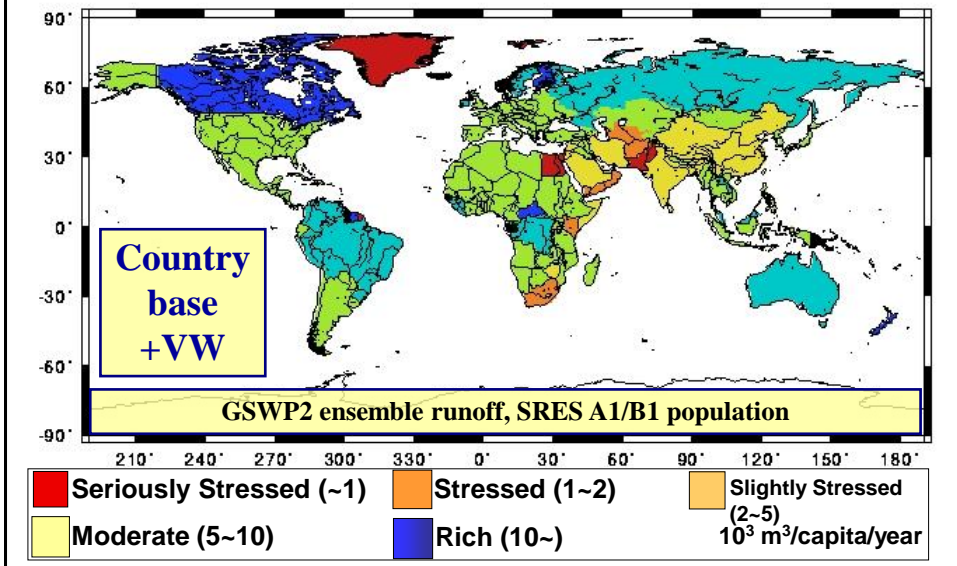 90˚
60˚
30˚
0˚
-30˚
-60˚
-90˚
Country
base
+VW
GSWP2 ensemble runoff, SRES A1/B1 population
210˚ 240˚ 270˚ 300˚ 330˚ 0˚ 30˚ 60˚ 90˚ 120˚ 150˚ 180˚
Seriously Stressed (~1) Stressed (1~2) Slightly Stressed
(2~5)
Moderate (5~10) Rich (10~) 10³ m³/capita/year